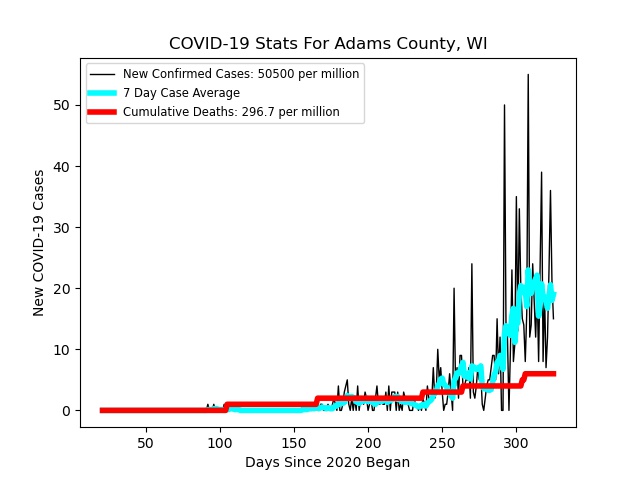 COVID-19 Stats For Adams County, WI
New Confirmed Cases: 50500 per million
7 Day Case Average
Cumulative Deaths: 296.7 per million
New COVID-19 Cases
50
40
30
20
10
0
50 100 150 200 250 300
Days Since 2020 Began